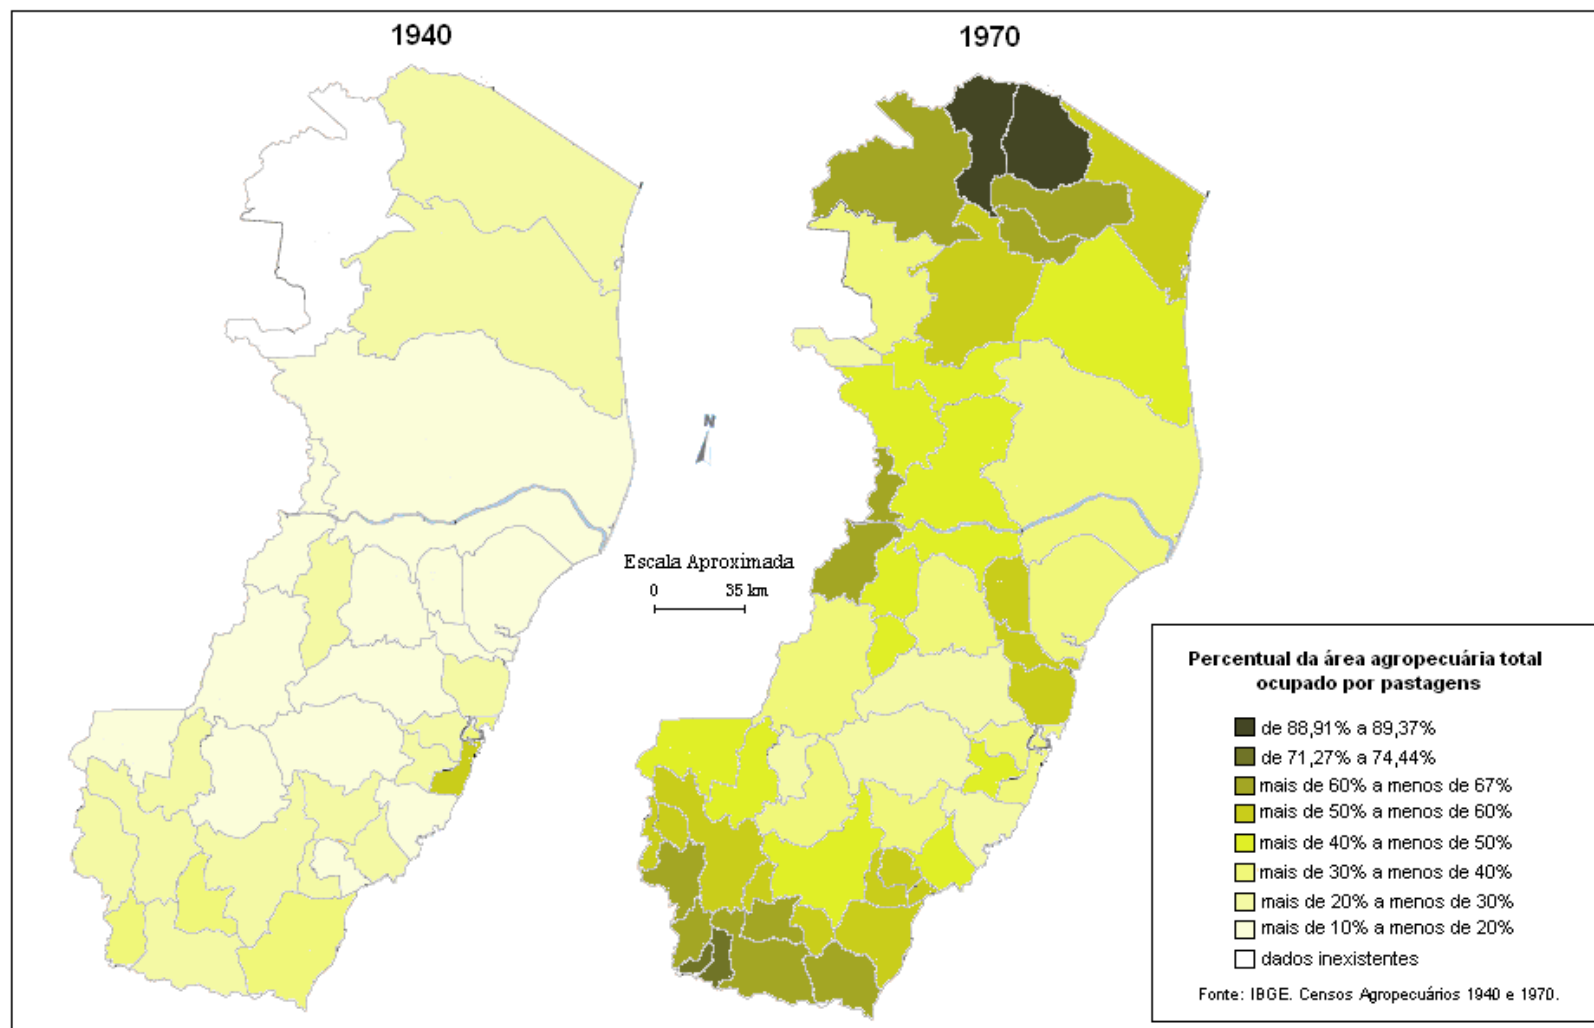 1940
1970
N
Escala Aproximada
0 35 km
Percentual da área agropecuária total
ocupado por pastagens
de 88,91% a 89,37%
de 71,27% a 74,44%
mais de 60% a menos de 67%
mais de 50% a menos de 60%
mais de 40% a menos de 50%
mais de 30% a menos de 40%
mais de 20% a menos de 30%
mais de 10% a menos de 20%
dados inexistentes
Fonte: IBGE. Censos Agropecuários 1940 e 1970.